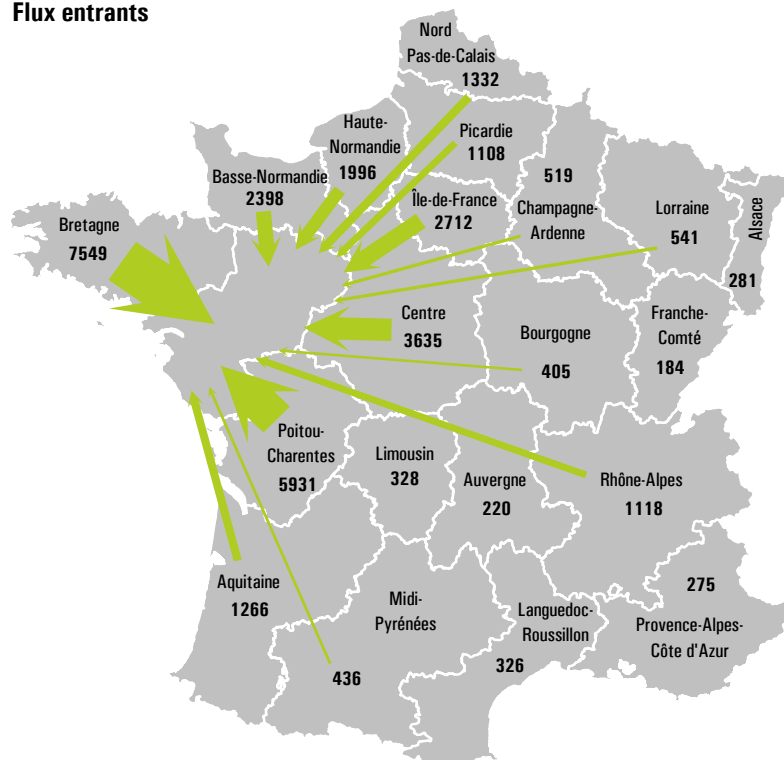 Flux entrants
Nord
Pas-de-Calais
1332
Haute-
Normandie
1996
Picardie
1108
Basse-Normandie
2398
Île-de-France
2712
519
Champagne-
Ardenne
Lorraine
541
Alsace
281
Bretagne
7549
Centre
3635
Bourgogne
405
Franche-
Comté
184
Poitou-
Charentes
5931
Limousin
328
Auvergne
220
Rhône-Alpes
1118
Aquitaine
1266
Midi-
Pyrénées
436
Languedoc-
Roussillon
326
275
Provence-Alpes-
Côte d'Azur